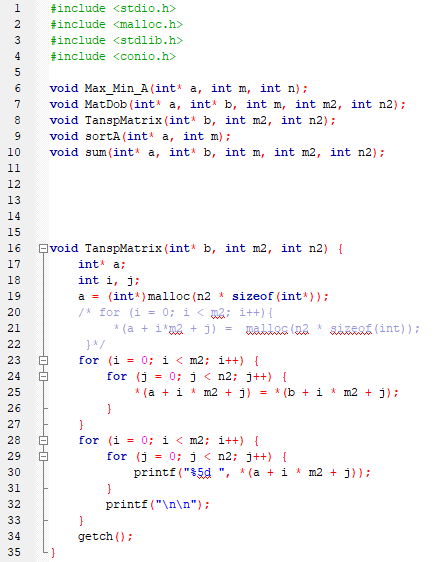 1 #include <stdio.h>
2 #include <malloc.h>
3 #include <stdlib.h>
4 #include <conio.h>
5
6 void Max_Min_A(int* a, int m, int n);
7 void MatDob(int* a, int* b, int m, int m2, int n2);
8 void TanspMatrix(int* b, int m2, int n2);
9 void sortA(int* a, int m);
10 void sum(int* a, int* b, int m, int m2, int n2);
11
12
13
14
15
16 void TanspMatrix(int* b, int m2, int n2) {
17 int* a;
18 int i, j;
19 a = (int*)malloc(n2 * sizeof(int*));
20 /* for (i = 0; i < m2; i++){
21 *(a + i*m2 + j) = malloc(n2 * sizeof(int));
22 }*/
23 for (i = 0; i < m2; i++) {
24 for (j = 0; j < n2; j++) {
25 *(a + i * m2 + j) = *(b + i * m2 + j);
26 }
27 }
28 for (i = 0; i < m2; i++) {
29 for (j = 0; j < n2; j++) {
30 printf("%5d ", *(a + i * m2 + j));
31 }
32 printf("\n\n");
33 }
34 getch();
35 }